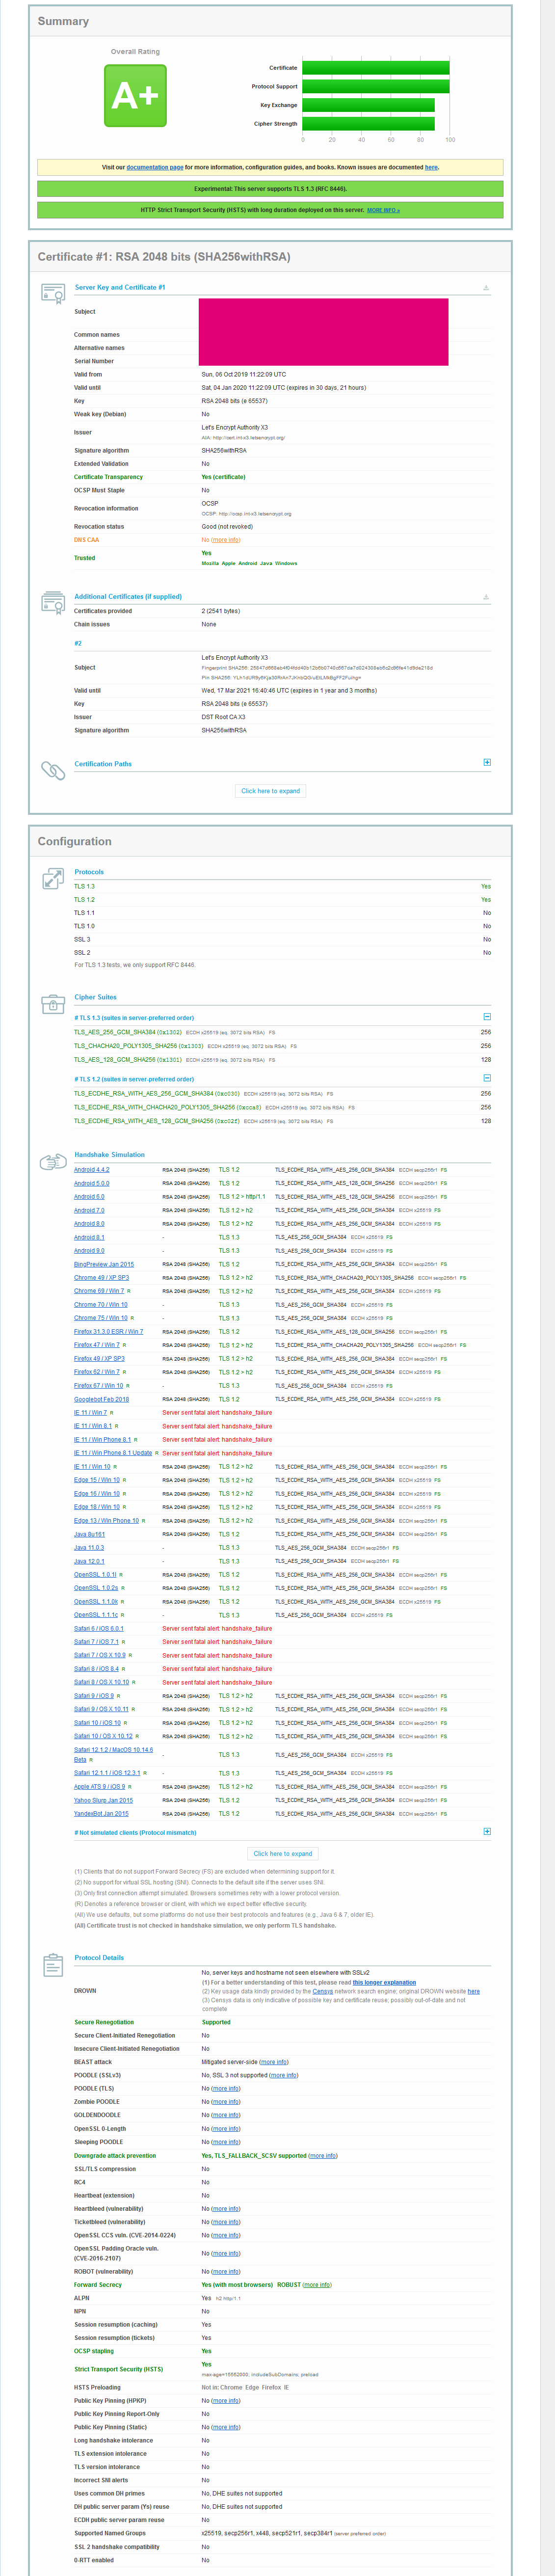 Summary
Overall Rating
A+
Certificate
Protocol Support
Key Exchange
Cipher Strength
0 20 40 60 80 100
Visit our documentation page for more information, configuration guides, and books. Known issues are documented here.
Experimental: This server supports TLS 1.3 (RFC 8446).
HTTP Strict Transport Security (HSTS) with long duration deployed on this server. MORE INFO »
Certificate #1: RSA 2048 bits (SHA256withRSA)
Server Key and Certificate #1
Subject
Common names
Alternative names
Serial Number
Valid from Sun, 06 Oct 2019 11:22:09 UTC
Valid until Sat, 04 Jan 2020 11:22:09 UTC (expires in 30 days, 21 hours)
Key RSA 2048 bits (e 65537)
Weak key (Debian) No
Issuer Let's Encrypt Authority X3
AIA: http://cert.int-x3.letsencrypt.org/
Signature algorithm SHA256withRSA
Extended Validation No
Certificate Transparency Yes (certificate)
OCSP Must Staple No
Revocation information OCSP
OCSP: http://ocsp.int-x3.letsencrypt.org
Revocation status Good (not revoked)
DNS CAA No (more info)
Trusted Yes
Mozilla Apple Android Java Windows
Additional Certificates (if supplied)
Certificates provided 2 (2541 bytes)
Chain issues None
#2
Subject Let's Encrypt Authority X3
Fingerprint SHA256:
Pin SHA256:
Valid until Wed, 17 Mar 2021 16:40:46 UTC (expires in 1 year and 3 months)
Key RSA 2048 bits (e 65537)
Issuer DST Root CA X3
Signature algorithm SHA256withRSA
Certification Paths
Click here to expand
Configuration
Protocols
TLS 1.3 Yes
TLS 1.2 Yes
TLS 1.1 No
TLS 1.0 No
SSL 3 No
SSL 2 No
For TLS 1.3 tests, we only support RFC 8446.
Cipher Suites
# TLS 1.3 (suites in server-preferred order)
TLS_AES_256_GCM_SHA384 (0x1302) ECDH x25519 (eq. 3072 bits RSA) FS 256
TLS_CHACHA20_POLY1305_SHA256 (0x1303) ECDH x25519 (eq. 3072 bits RSA) FS 256
TLS_AES_128_GCM_SHA256 (0x1301) ECDH x25519 (eq. 3072 bits RSA) FS 128
# TLS 1.2 (suites in server-preferred order)
TLS_ECDHE_RSA_WITH_AES_256_GCM_SHA384 (0xc030) ECDH x25519 (eq. 3072 bits RSA) FS 256
TLS_ECDHE_RSA_WITH_CHACHA20_POLY1305_SHA256 (0xcca8) ECDH x25519 (eq. 3072 bits RSA) FS 256
TLS_ECDHE_RSA_WITH_AES_128_GCM_SHA256 (0xc02f) ECDH x25519 (eq. 3072 bits RSA) FS 128
Handshake Simulation
Android 4.4.2 RSA 2048 (SHA256) TLS 1.2 TLS_ECDHE_RSA_WITH_AES_256_GCM_SHA384 ECDH secp256r1 FS
Android 5.0.0 RSA 2048 (SHA256) TLS 1.2 TLS_ECDHE_RSA_WITH_AES_128_GCM_SHA256 ECDH secp256r1 FS
Android 6.0 RSA 2048 (SHA256) TLS 1.2 > http/1.1 TLS_ECDHE_RSA_WITH_AES_128_GCM_SHA256 ECDH secp256r1 FS
Android 7.0 RSA 2048 (SHA256) TLS 1.2 > h2 TLS_ECDHE_RSA_WITH_AES_256_GCM_SHA384 ECDH x25519 FS
Android 8.0 RSA 2048 (SHA256) TLS 1.2 > h2 TLS_ECDHE_RSA_WITH_AES_256_GCM_SHA384 ECDH x25519 FS
Android 8.1 - TLS 1.3 TLS_AES_256_GCM_SHA384 ECDH x25519 FS
Android 9.0 - TLS 1.3 TLS_AES_256_GCM_SHA384 ECDH x25519 FS
BingPreview Jan 2015 RSA 2048 (SHA256) TLS 1.2 TLS_ECDHE_RSA_WITH_AES_256_GCM_SHA384 ECDH secp256r1 FS
Chrome 49 / XP SP3 RSA 2048 (SHA256) TLS 1.2 > h2 TLS_ECDHE_RSA_WITH_CHACHA20_POLY1305_SHA256 ECDH secp256r1 FS
Chrome 69 / Win 7 R RSA 2048 (SHA256) TLS 1.2 > h2 TLS_ECDHE_RSA_WITH_AES_256_GCM_SHA384 ECDH x25519 FS
Chrome 70 / Win 10 - TLS 1.3 TLS_AES_256_GCM_SHA384 ECDH x25519 FS
Chrome 75 / Win 10 R - TLS 1.3 TLS_AES_256_GCM_SHA384 ECDH x25519 FS
Firefox 31.3.0 ESR / Win 7 RSA 2048 (SHA256) TLS 1.2 TLS_ECDHE_RSA_WITH_AES_128_GCM_SHA256 ECDH secp256r1 FS
Firefox 47 / Win 7 R RSA 2048 (SHA256) TLS 1.2 > h2 TLS_ECDHE_RSA_WITH_CHACHA20_POLY1305_SHA256 ECDH secp256r1 FS
Firefox 49 / XP SP3 RSA 2048 (SHA256) TLS 1.2 > h2 TLS_ECDHE_RSA_WITH_AES_256_GCM_SHA384 ECDH secp256r1 FS
Firefox 62 / Win 7 R RSA 2048 (SHA256) TLS 1.2 > h2 TLS_ECDHE_RSA_WITH_AES_256_GCM_SHA384 ECDH x25519 FS
Firefox 67 / Win 10 R - TLS 1.3 TLS_AES_256_GCM_SHA384 ECDH x25519 FS
Googlebot Feb 2018 RSA 2048 (SHA256) TLS 1.2 TLS_ECDHE_RSA_WITH_AES_256_GCM_SHA384 ECDH x25519 FS
IE 11 / Win 7 R Server sent fatal alert: handshake_failure
IE 11 / Win 8.1 R Server sent fatal alert: handshake_failure
IE 11 / Win Phone 8.1 R Server sent fatal alert: handshake_failure
IE 11 / Win Phone 8.1 Update R Server sent fatal alert: handshake_failure
IE 11 / Win 10 R RSA 2048 (SHA256) TLS 1.2 > h2 TLS_ECDHE_RSA_WITH_AES_256_GCM_SHA384 ECDH secp256r1 FS
Edge 15 / Win 10 R RSA 2048 (SHA256) TLS 1.2 > h2 TLS_ECDHE_RSA_WITH_AES_256_GCM_SHA384 ECDH x25519 FS
Edge 16 / Win 10 R RSA 2048 (SHA256) TLS 1.2 > h2 TLS_ECDHE_RSA_WITH_AES_256_GCM_SHA384 ECDH x25519 FS
Edge 18 / Win 10 R RSA 2048 (SHA256) TLS 1.2 > h2 TLS_ECDHE_RSA_WITH_AES_256_GCM_SHA384 ECDH x25519 FS
Edge 13 / Win Phone 10 R RSA 2048 (SHA256) TLS 1.2 > h2 TLS_ECDHE_RSA_WITH_AES_256_GCM_SHA384 ECDH secp256r1 FS
Java 8u161 RSA 2048 (SHA256) TLS 1.2 TLS_ECDHE_RSA_WITH_AES_256_GCM_SHA384 ECDH secp256r1 FS
Java 11.0.3 - TLS 1.3 TLS_AES_256_GCM_SHA384 ECDH secp256r1 FS
Java 12.0.1 - TLS 1.3 TLS_AES_256_GCM_SHA384 ECDH secp256r1 FS
OpenSSL 1.0.1l R RSA 2048 (SHA256) TLS 1.2 TLS_ECDHE_RSA_WITH_AES_256_GCM_SHA384 ECDH secp256r1 FS
OpenSSL 1.0.2s R RSA 2048 (SHA256) TLS 1.2 TLS_ECDHE_RSA_WITH_AES_256_GCM_SHA384 ECDH secp256r1 FS
OpenSSL 1.1.0k R RSA 2048 (SHA256) TLS 1.2 TLS_ECDHE_RSA_WITH_AES_256_GCM_SHA384 ECDH x25519 FS
OpenSSL 1.1.1c R - TLS 1.3 TLS_AES_256_GCM_SHA384 ECDH x25519 FS
Safari 6 / iOS 6.0.1 Server sent fatal alert: handshake_failure
Safari 7 / iOS 7.1 R Server sent fatal alert: handshake_failure
Safari 7 / OS X 10.9 R Server sent fatal alert: handshake_failure
Safari 8 / iOS 8.4 R Server sent fatal alert: handshake_failure
Safari 8 / OS X 10.10 R Server sent fatal alert: handshake_failure
Safari 9 / iOS 9 R RSA 2048 (SHA256) TLS 1.2 > h2 TLS_ECDHE_RSA_WITH_AES_256_GCM_SHA384 ECDH secp256r1 FS
Safari 9 / OS X 10.11 R RSA 2048 (SHA256) TLS 1.2 > h2 TLS_ECDHE_RSA_WITH_AES_256_GCM_SHA384 ECDH secp256r1 FS
Safari 10 / iOS 10 R RSA 2048 (SHA256) TLS 1.2 > h2 TLS_ECDHE_RSA_WITH_AES_256_GCM_SHA384 ECDH secp256r1 FS
Safari 10 / OS X 10.12 R RSA 2048 (SHA256) TLS 1.2 > h2 TLS_ECDHE_RSA_WITH_AES_256_GCM_SHA384 ECDH secp256r1 FS
Safari 12.1.2 / MacOS 10.14.6
Beta R - TLS 1.3 TLS_AES_256_GCM_SHA384 ECDH x25519 FS
Safari 12.1.1 / iOS 12.3.1 R - TLS 1.3 TLS_AES_256_GCM_SHA384 ECDH x25519 FS
Apple ATS 9 / iOS 9 R RSA 2048 (SHA256) TLS 1.2 > h2 TLS_ECDHE_RSA_WITH_AES_256_GCM_SHA384 ECDH secp256r1 FS
Yahoo Slurp Jan 2015 RSA 2048 (SHA256) TLS 1.2 TLS_ECDHE_RSA_WITH_AES_256_GCM_SHA384 ECDH secp256r1 FS
YandexBot Jan 2015 RSA 2048 (SHA256) TLS 1.2 TLS_ECDHE_RSA_WITH_AES_256_GCM_SHA384 ECDH secp256r1 FS
# Not simulated clients (Protocol mismatch)
Click here to expand
(1) Clients that do not support Forward Secrecy (FS) are excluded when determining support for it.
(2) No support for virtual SSL hosting (SNI). Connects to the default site if the server uses SNI.
(3) Only first connection attempt simulated. Browsers sometimes retry with a lower protocol version.
(R) Denotes a reference browser or client, with which we expect better effective security.
(All) We use defaults, but some platforms do not use their best protocols and features (e.g., Java 6 & 7, older IE).
(All) Certificate trust is not checked in handshake simulation, we only perform TLS handshake.
Protocol Details
DROWN No, server keys and hostname not seen elsewhere with SSLv2
(1) For a better understanding of this test, please read this longer explanation
(2) Key usage data kindly provided by the Censys network search engine; original DROWN website here
(3) Censys data is only indicative of possible key and certificate reuse; possibly out-of-date and not
complete
Secure Renegotiation Supported
Secure Client-Initiated Renegotiation No
Insecure Client-Initiated Renegotiation No
BEAST attack Mitigated server-side (more info)
POODLE (SSLv3) No, SSL 3 not supported (more info)
POODLE (TLS) No (more info)
Zombie POODLE No (more info)
GOLDENDOODLE No (more info)
OpenSSL 0-Length No (more info)
Sleeping POODLE No (more info)
Downgrade attack prevention Yes, TLS_FALLBACK_SCSV supported (more info)
SSL/TLS compression No
RC4 No
Heartbeat (extension) No
Heartbleed (vulnerability) No (more info)
Ticketbleed (vulnerability) No (more info)
OpenSSL CCS vuln. (CVE-2014-0224) No (more info)
OpenSSL Padding Oracle vuln.
(CVE-2016-2107) No (more info)
ROBOT (vulnerability) No (more info)
Forward Secrecy Yes (with most browsers) ROBUST (more info)
ALPN Yes h2 http/1.1
NPN No
Session resumption (caching) Yes
Session resumption (tickets) Yes
OCSP stapling Yes
Strict Transport Security (HSTS) Yes
max-age=15552000; includeSubDomains; preload
HSTS Preloading Not in: Chrome Edge Firefox IE
Public Key Pinning (HPKP) No (more info)
Public Key Pinning Report-Only No
Public Key Pinning (Static) No (more info)
Long handshake intolerance No
TLS extension intolerance No
TLS version intolerance No
Incorrect SNI alerts No
Uses common DH primes No, DHE suites not supported
DH public server param (Ys) reuse No, DHE suites not supported
ECDH public server param reuse No
Supported Named Groups x25519, secp256r1, x448, secp521r1, secp384r1 (server preferred order)
SSL 2 handshake compatibility No
0-RTT enabled No